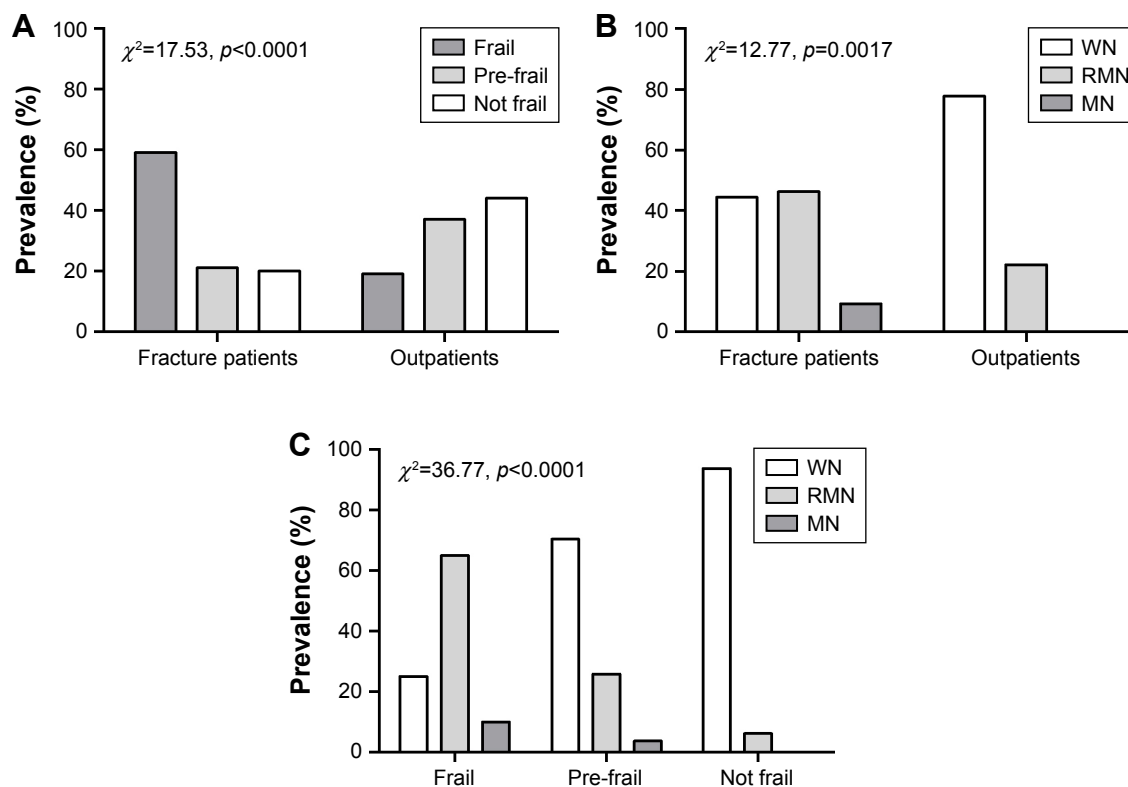 A
χ²=17.53, p<0.0001
Frail
Pre-frail
Not frail
Prevalence (%)
100
80
60
40
20
0
Fracture patients
Outpatients
B
χ²=12.77, p=0.0017
WN
RMN
MN
Prevalence (%)
100
80
60
40
20
0
Fracture patients
Outpatients
C
χ²=36.77, p<0.0001
WN
RMN
MN
Prevalence (%)
100
80
60
40
20
0
Frail
Pre-frail
Not frail